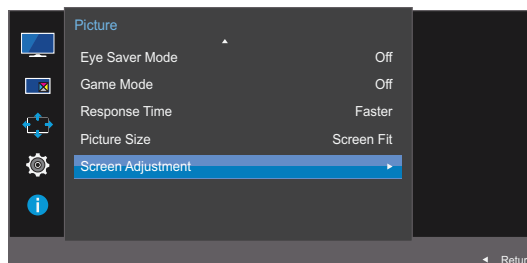 Picture
Eye Saver Mode Off
Game Mode Off
Response Time Faster
Picture Size Screen Fit
Screen Adjustment